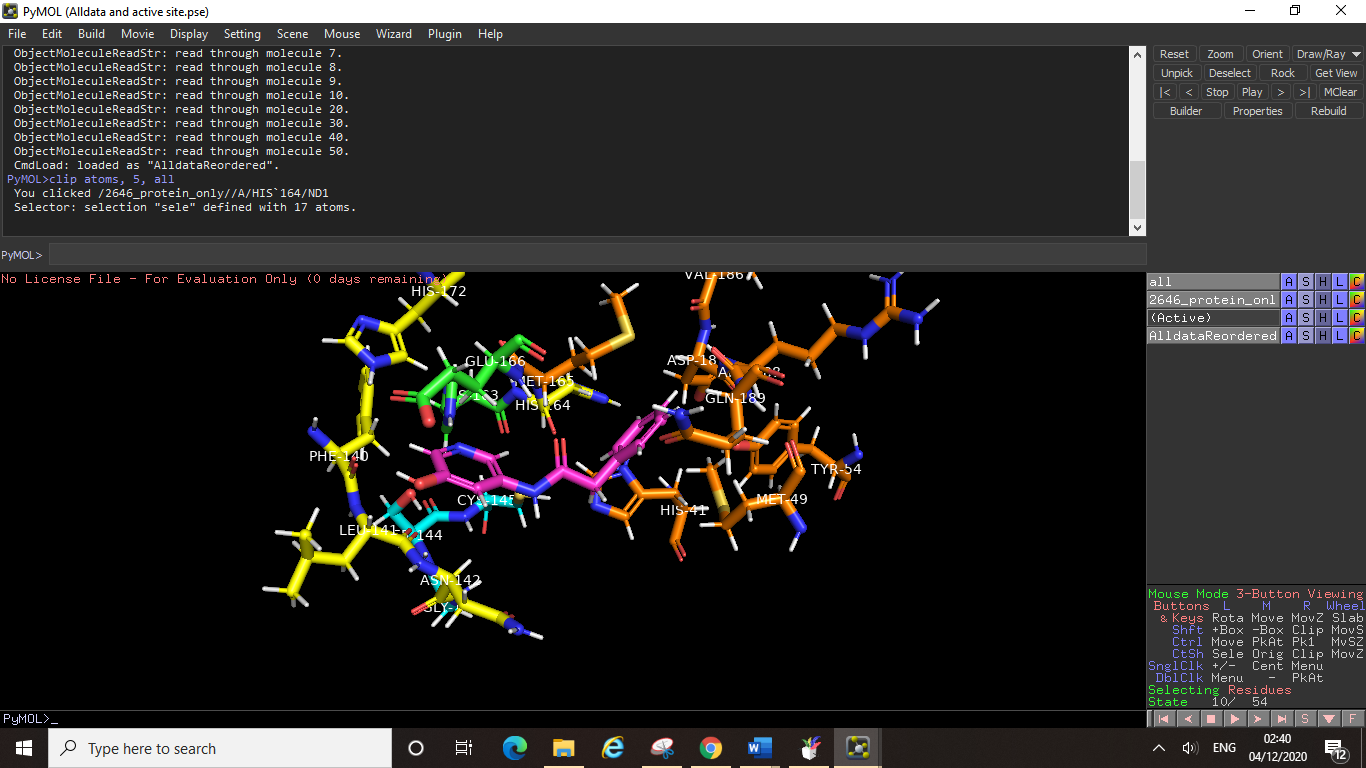 PyMOL (Alldata and active site.pse)
File Edit Build Movie Display Setting Scene Mouse Wizard Plugin Help
ObjectMoleculeReadStr: read through molecule 7.
ObjectMoleculeReadStr: read through molecule 8.
ObjectMoleculeReadStr: read through molecule 9.
ObjectMoleculeReadStr: read through molecule 10.
ObjectMoleculeReadStr: read through molecule 20.
ObjectMoleculeReadStr: read through molecule 30.
ObjectMoleculeReadStr: read through molecule 40.
ObjectMoleculeReadStr: read through molecule 50.
CmdLoad: loaded as "AlldataReordered".
PyMOL>clip atoms, 5, all
You clicked /2646_protein_only//A/HIS`164/ND1
Selector: selection "sele" defined with 17 atoms.
PyMOL>
Reset Zoom Orient Draw/Ray
Unpick Deselect Rock Get View
|< < Stop Play > >| MClear
Builder Properties Rebuild
No License File - For Evaluation Only (0 days remaining)
HIS-172
VAL-186
GLU-166
MET-165
HIS-164
ASP-18
GLN-189
PHE-140
TYR-54
CYS-145
MET-49
HIS-41
LEU-141
144
ASN-142
GLY-
all A S H L C
2646_protein_onl A S H L C
(Active) A S H L C
AlldataReordered A S H L C
Mouse Mode 3-Button Viewing
Buttons L M R Wheel
& Keys Rota Move MovZ Slab
Shft +Box -Box Clip MovS
Ctrl Move PkAt Pk1 MvSZ
CtSh Sele Orig Clip MovZ
SnglClk +/- Cent Menu
DblClk Menu - PkAt
Selecting Residues
State 10/ 54
S F
PyMOL>_
Type here to search
ENG
02:40
04/12/2020
12